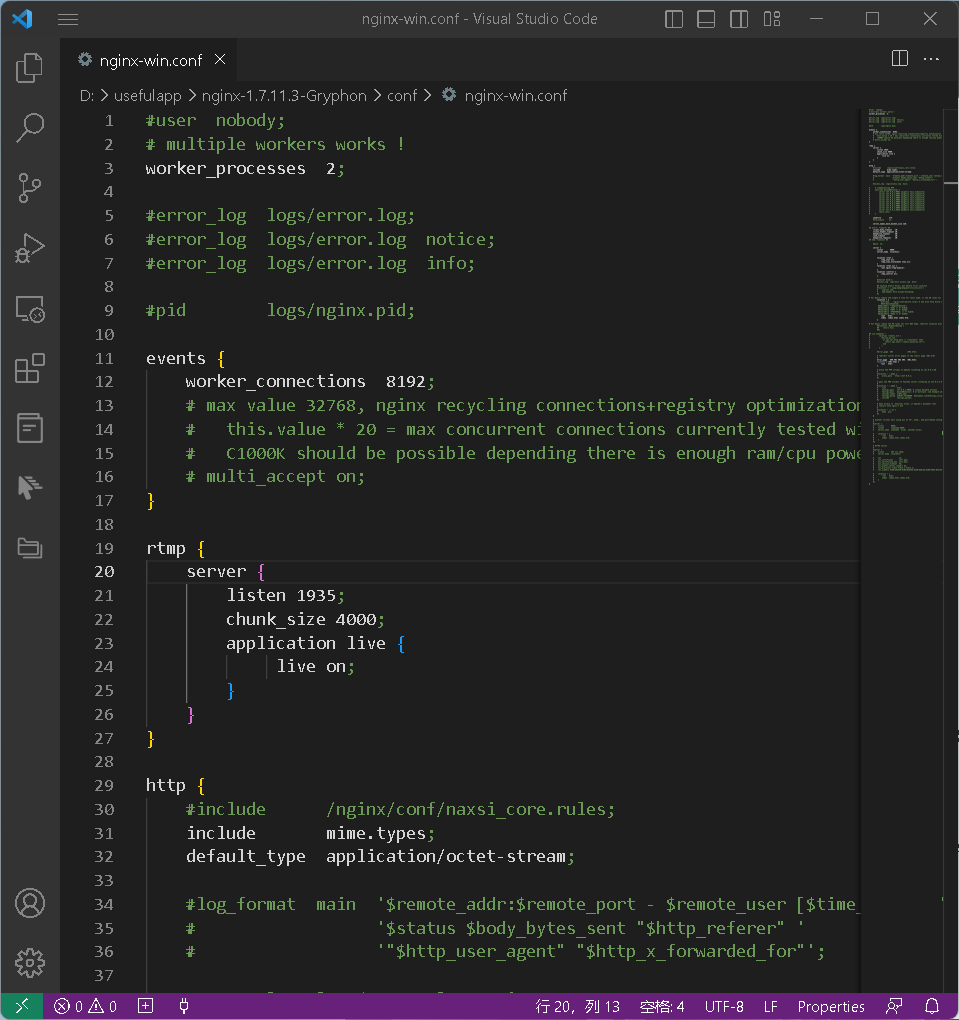 nginx-win.conf - Visual Studio Code
nginx-win.conf
D: > usefulapp > nginx-1.7.11.3-Gryphon > conf > nginx-win.conf
1 #user  nobody;
2 # multiple workers works !
3 worker_processes  2;
4
5 #error_log  logs/error.log;
6 #error_log  logs/error.log  notice;
7 #error_log  logs/error.log  info;
8
9 #pid        logs/nginx.pid;
10
11 events {
12     worker_connections  8192;
13     # max value 32768, nginx recycling connections+registry optimization
14     #   this.value * 20 = max concurrent connections currently tested wi
15     #   C1000K should be possible depending there is enough ram/cpu powe
16     # multi_accept on;
17 }
18
19 rtmp {
20     server {
21         listen 1935;
22         chunk_size 4000;
23         application live {
24              live on;
25         }
26     }
27 }
28
29 http {
30     #include      /nginx/conf/naxsi_core.rules;
31     include       mime.types;
32     default_type  application/octet-stream;
33
34     #log_format  main  '$remote_addr:$remote_port - $remote_user [$time_
35     #                  '$status $body_bytes_sent "$http_referer" '
36     #                  '"$http_user_agent" "$http_x_forwarded_for"';
37
0 0 行 20，列 13 空格: 4 UTF-8 LF Properties